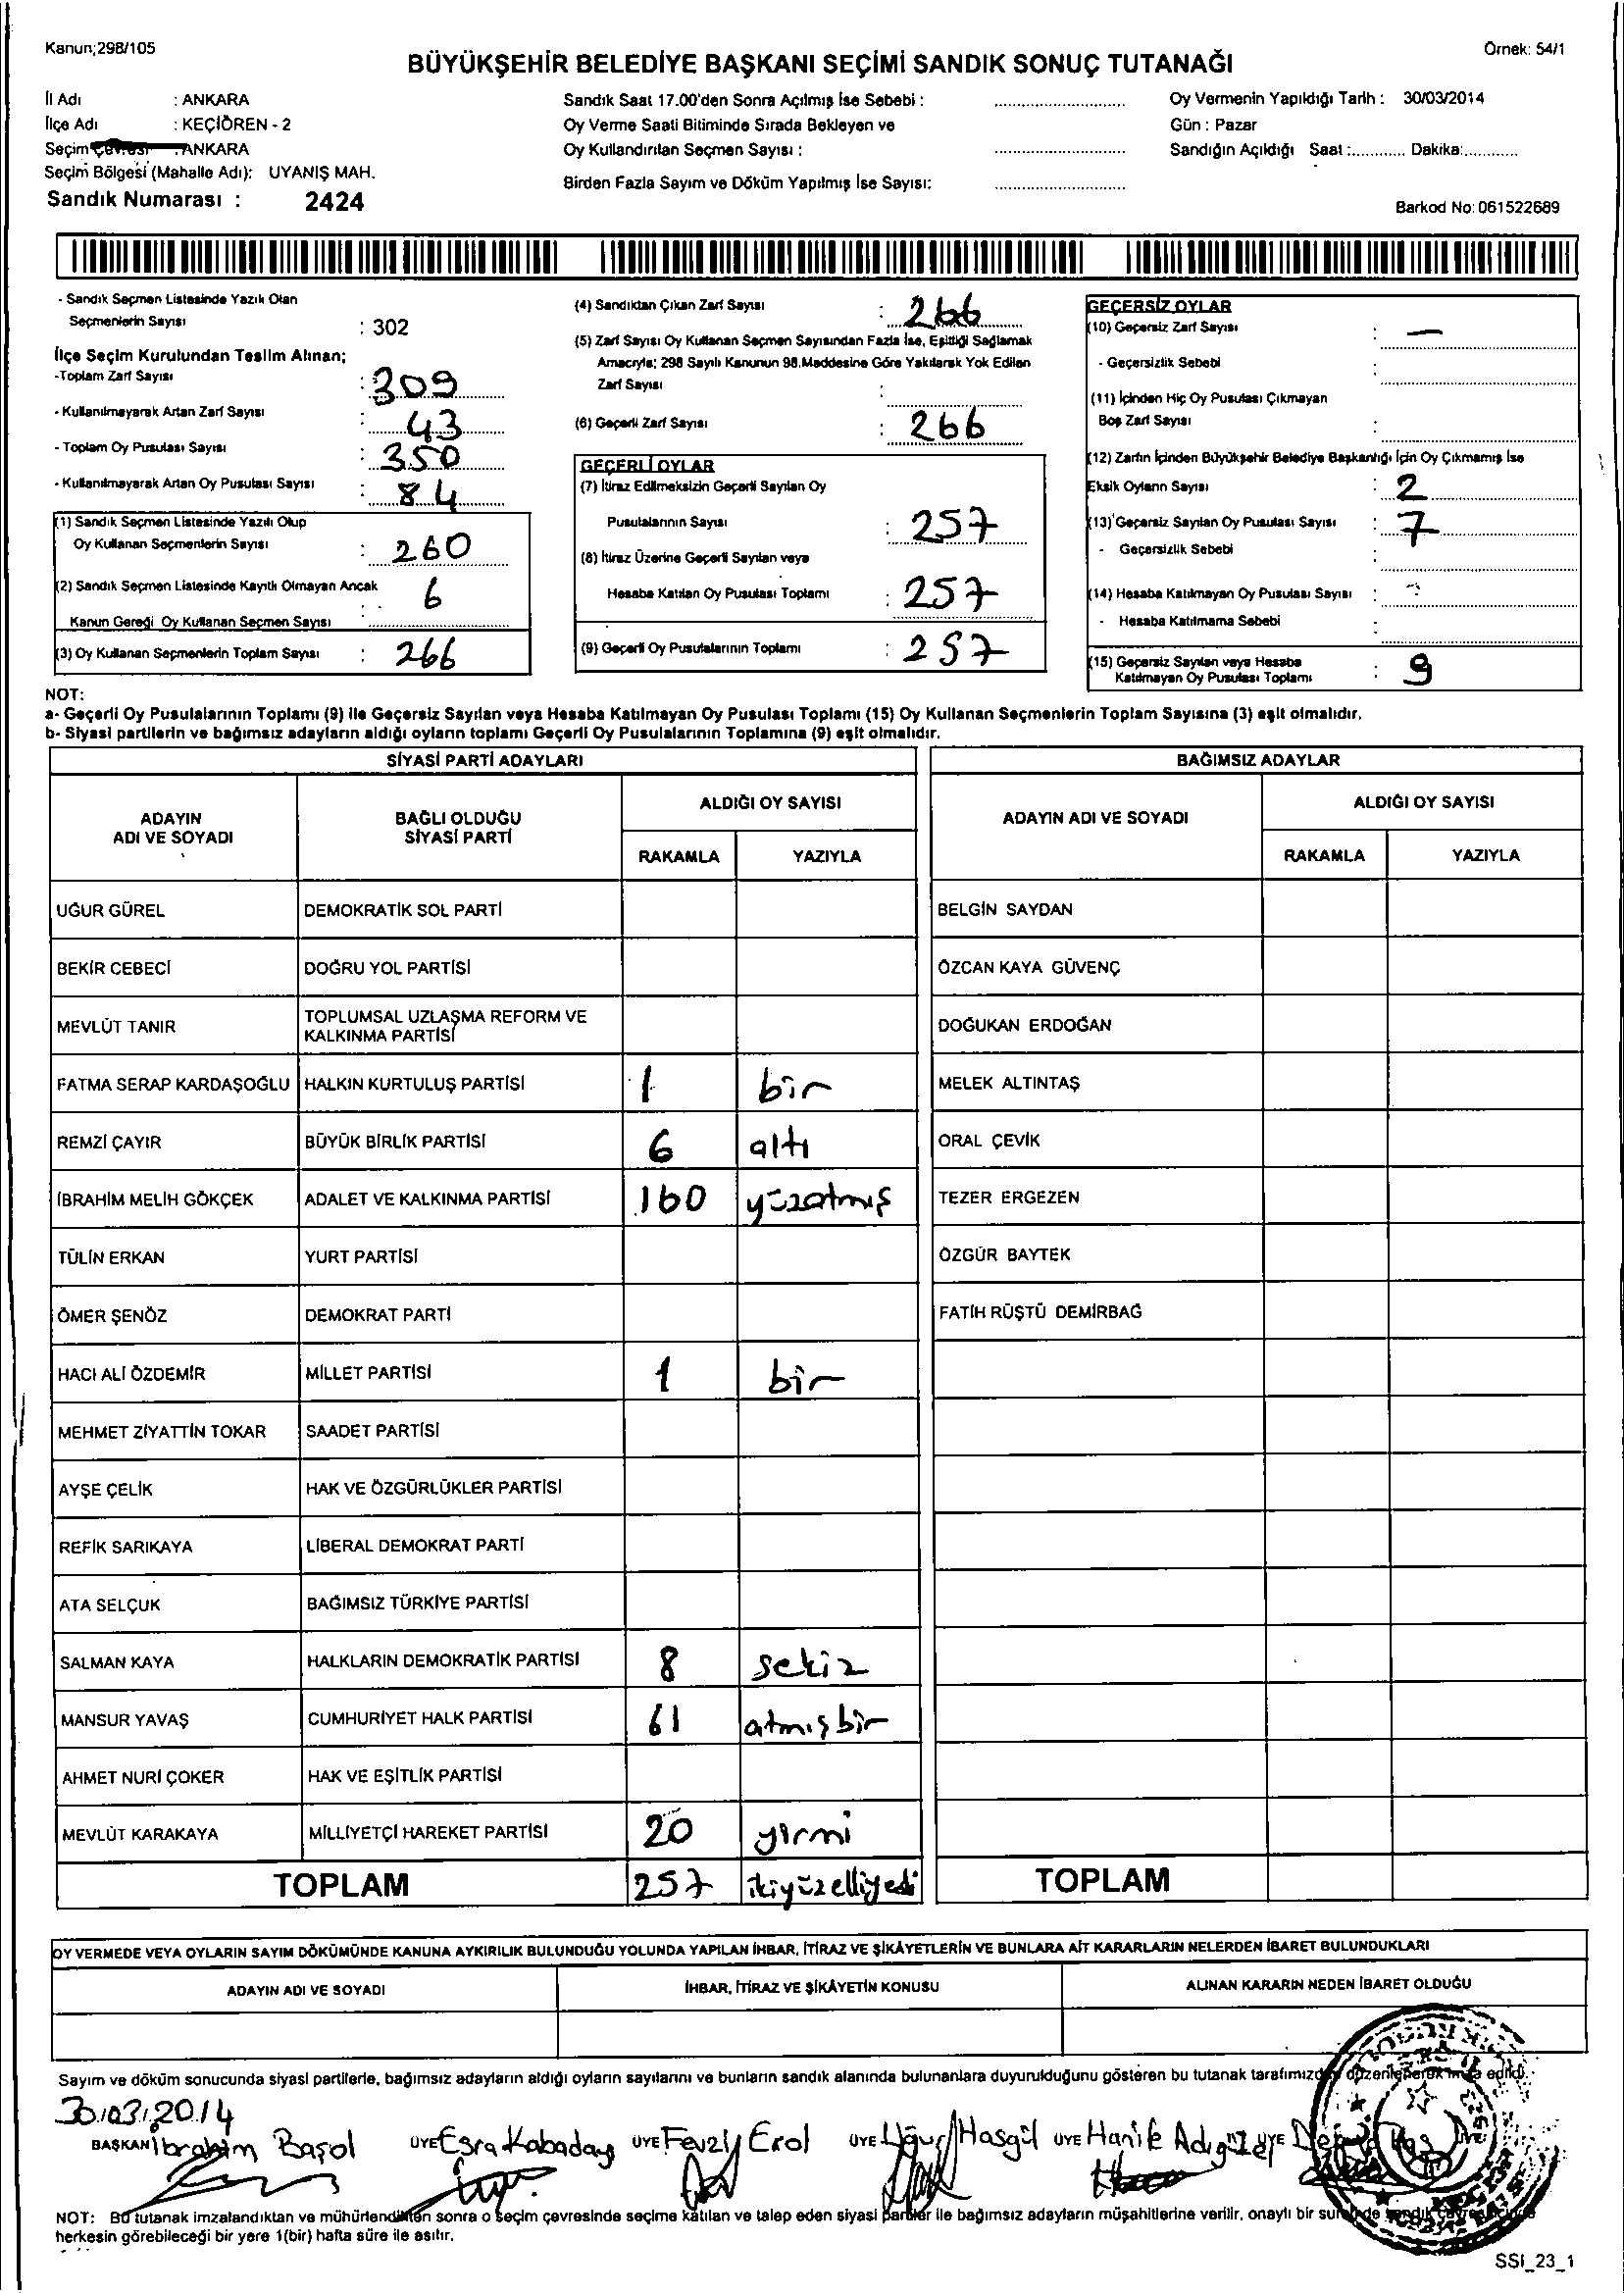 Kanun;298/105
Örnek: 54/1
BÜYÜKŞEHİR BELEDİYE BAŞKANI SEÇİMİ SANDIK SONUÇ TUTANAĞI
İl Adı : ANKARA
İlçe Adı : KEÇİÖREN - 2
Seçim Çevresi : ANKARA
Seçim Bölgesi (Mahalle Adı): UYANIŞ MAH.
Sandık Numarası : 2424
Sandık Saat 17.00'den Sonra Açılmış İse Sebebi :
Oy Verme Saati Bitiminde Sırada Bekleyen ve
Oy Kullandırılan Seçmen Sayısı :
Birden Fazla Sayım ve Döküm Yapılmış İse Sayısı:
Oy Vermenin Yapıldığı Tarih : 30/03/2014
Gün : Pazar
Sandığın Açıldığı Saat :............ Dakika:............
Barkod No: 061522689
- Sandık Seçmen Listesinde Yazılı Olan
Seçmenlerin Sayısı : 302
İlçe Seçim Kurulundan Teslim Alınan;
-Toplam Zarf Sayısı : 309
- Kullanılmayarak Artan Zarf Sayısı : 43
- Toplam Oy Pusulası Sayısı : 350
- Kullanılmayarak Artan Oy Pusulası Sayısı : 84
(1) Sandık Seçmen Listesinde Yazılı Olup
Oy Kullanan Seçmenlerin Sayısı : 260
(2) Sandık Seçmen Listesinde Kayıtlı Olmayan Ancak
Kanun Gereği Oy Kullanan Seçmen Sayısı : 6
(3) Oy Kullanan Seçmenlerin Toplam Sayısı : 266
(4) Sandıktan Çıkan Zarf Sayısı : 266
(5) Zarf Sayısı Oy Kullanan Seçmen Sayısından Fazla İse, Eşitliği Sağlamak
Amacıyla; 298 Sayılı Kanunun 98.Maddesine Göre Yakılarak Yok Edilen
Zarf Sayısı :
(6) Geçerli Zarf Sayısı : 266
GEÇERLİ OYLAR
(7) İtiraz Edilmeksizin Geçerli Sayılan Oy
Pusulalarının Sayısı : 257
(8) İtiraz Üzerine Geçerli Sayılan veya
Hesaba Katılan Oy Pusulası Toplamı : 257
(9) Geçerli Oy Pusulalarının Toplamı : 257
GEÇERSİZ OYLAR
(10) Geçersiz Zarf Sayısı : —
- Geçersizlik Sebebi :
(11) İçinden Hiç Oy Pusulası Çıkmayan
Boş Zarf Sayısı :
(12) Zarfın İçinden Büyükşehir Belediye Başkanlığı İçin Oy Çıkmamış İse
Eksik Oyların Sayısı : 2
(13) Geçersiz Sayılan Oy Pusulası Sayısı : 7
- Geçersizlik Sebebi :
(14) Hesaba Katılmayan Oy Pusulası Sayısı :
- Hesaba Katılmama Sebebi :
(15) Geçersiz Sayılan veya Hesaba
Katılmayan Oy Pusulası Toplamı : 9
NOT:
a- Geçerli Oy Pusulalarının Toplamı (9) ile Geçersiz Sayılan veya Hesaba Katılmayan Oy Pusulası Toplamı (15) Oy Kullanan Seçmenlerin Toplam Sayısına (3) eşit olmalıdır.
b- Siyasi partilerin ve bağımsız adayların aldığı oyların toplamı Geçerli Oy Pusulalarının Toplamına (9) eşit olmalıdır.
SİYASİ PARTİ ADAYLARI
BAĞIMSIZ ADAYLAR
ADAYIN ADI VE SOYADI
BAĞLI OLDUĞU SİYASİ PARTİ
ALDIĞI OY SAYISI
RAKAMLA YAZIYLA
ADAYIN ADI VE SOYADI
ALDIĞI OY SAYISI
RAKAMLA YAZIYLA
UĞUR GÜREL DEMOKRATİK SOL PARTİ BELGİN SAYDAN
BEKİR CEBECİ DOĞRU YOL PARTİSİ ÖZCAN KAYA GÜVENÇ
MEVLÜT TANIR TOPLUMSAL UZLAŞMA REFORM VE KALKINMA PARTİSİ DOĞUKAN ERDOĞAN
FATMA SERAP KARDAŞOĞLU HALKIN KURTULUŞ PARTİSİ 1 bir MELEK ALTINTAŞ
REMZİ ÇAYIR BÜYÜK BİRLİK PARTİSİ 6 altı ORAL ÇEVİK
İBRAHİM MELİH GÖKÇEK ADALET VE KALKINMA PARTİSİ 160 yüzatmış TEZER ERGEZEN
TÜLİN ERKAN YURT PARTİSİ ÖZGÜR BAYTEK
ÖMER ŞENÖZ DEMOKRAT PARTİ FATİH RÜŞTÜ DEMİRBAĞ
HACI ALİ ÖZDEMİR MİLLET PARTİSİ 1 bir
MEHMET ZİYATTİN TOKAR SAADET PARTİSİ
AYŞE ÇELİK HAK VE ÖZGÜRLÜKLER PARTİSİ
REFİK SARIKAYA LİBERAL DEMOKRAT PARTİ
ATA SELÇUK BAĞIMSIZ TÜRKİYE PARTİSİ
SALMAN KAYA HALKLARIN DEMOKRATİK PARTİSİ 8 sekiz
MANSUR YAVAŞ CUMHURİYET HALK PARTİSİ 61 atmışbir
AHMET NURİ ÇOKER HAK VE EŞİTLİK PARTİSİ
MEVLÜT KARAKAYA MİLLİYETÇİ HAREKET PARTİSİ 20 yirmi
TOPLAM 257 ikiyüzelliyedi TOPLAM
OY VERMEDE VEYA OYLARIN SAYIM DÖKÜMÜNDE KANUNA AYKIRILIK BULUNDUĞU YOLUNDA YAPILAN İHBAR, İTİRAZ VE ŞİKÂYETLERİN VE BUNLARA AİT KARARLARIN NELERDEN İBARET BULUNDUKLARI
ADAYIN ADI VE SOYADI İHBAR, İTİRAZ VE ŞİKÂYETİN KONUSU ALINAN KARARIN NEDEN İBARET OLDUĞU
Sayım ve döküm sonucunda siyasi partilerle, bağımsız adayların aldığı oyların sayılarını ve bunların sandık alanında bulunanlara duyurulduğunu gösteren bu tutanak tarafımızdan düzenlenerek imza edildi.
30.03.2014
BAŞKAN İbrahim Başol ÜYE Esra Kabadayı ÜYE Fevzi Erol ÜYE Uğur Hasgül ÜYE Hanife Adıgüzel ÜYE
NOT: Bu tutanak imzalandıktan ve mühürlendikten sonra o seçim çevresinde seçime katılan ve talep eden siyasi partiler ile bağımsız adayların müşahitlerine verilir, onaylı bir sureti de sandık çevresinde
herkesin görebileceği bir yere 1(bir) hafta süre ile asılır.
SSI_23_1